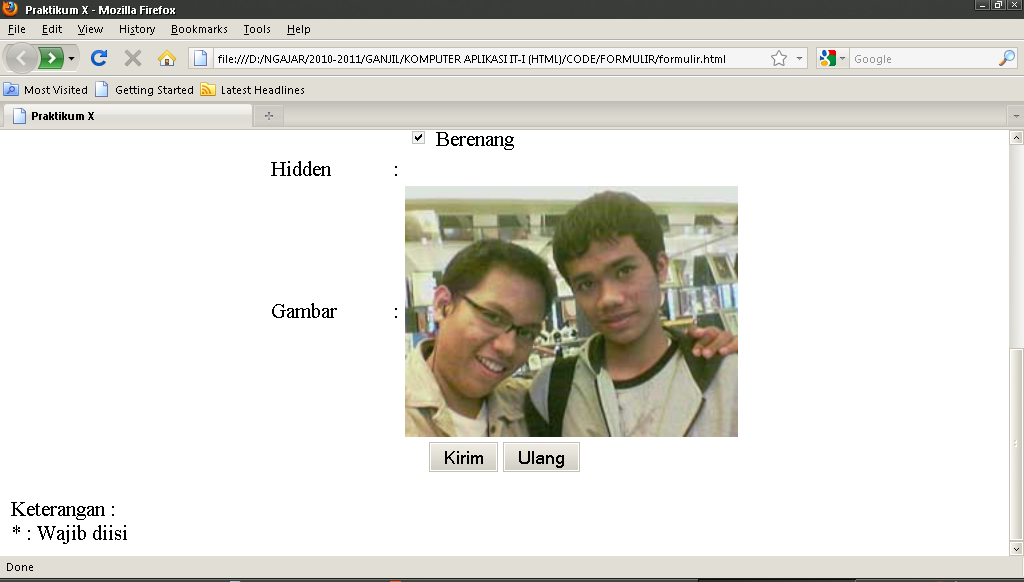 Praktikum X - Mozilla Firefox
File Edit View History Bookmarks Tools Help
file:///D:/NGAJAR/2010-2011/GANJIL/KOMPUTER APLIKASI IT-I (HTML)/CODE/FORMULIR/formulir.html
Google
Most Visited Getting Started Latest Headlines
Praktikum X
Berenang
Hidden :
Gambar :
Kirim Ulang
Keterangan :
* : Wajib diisi
Done